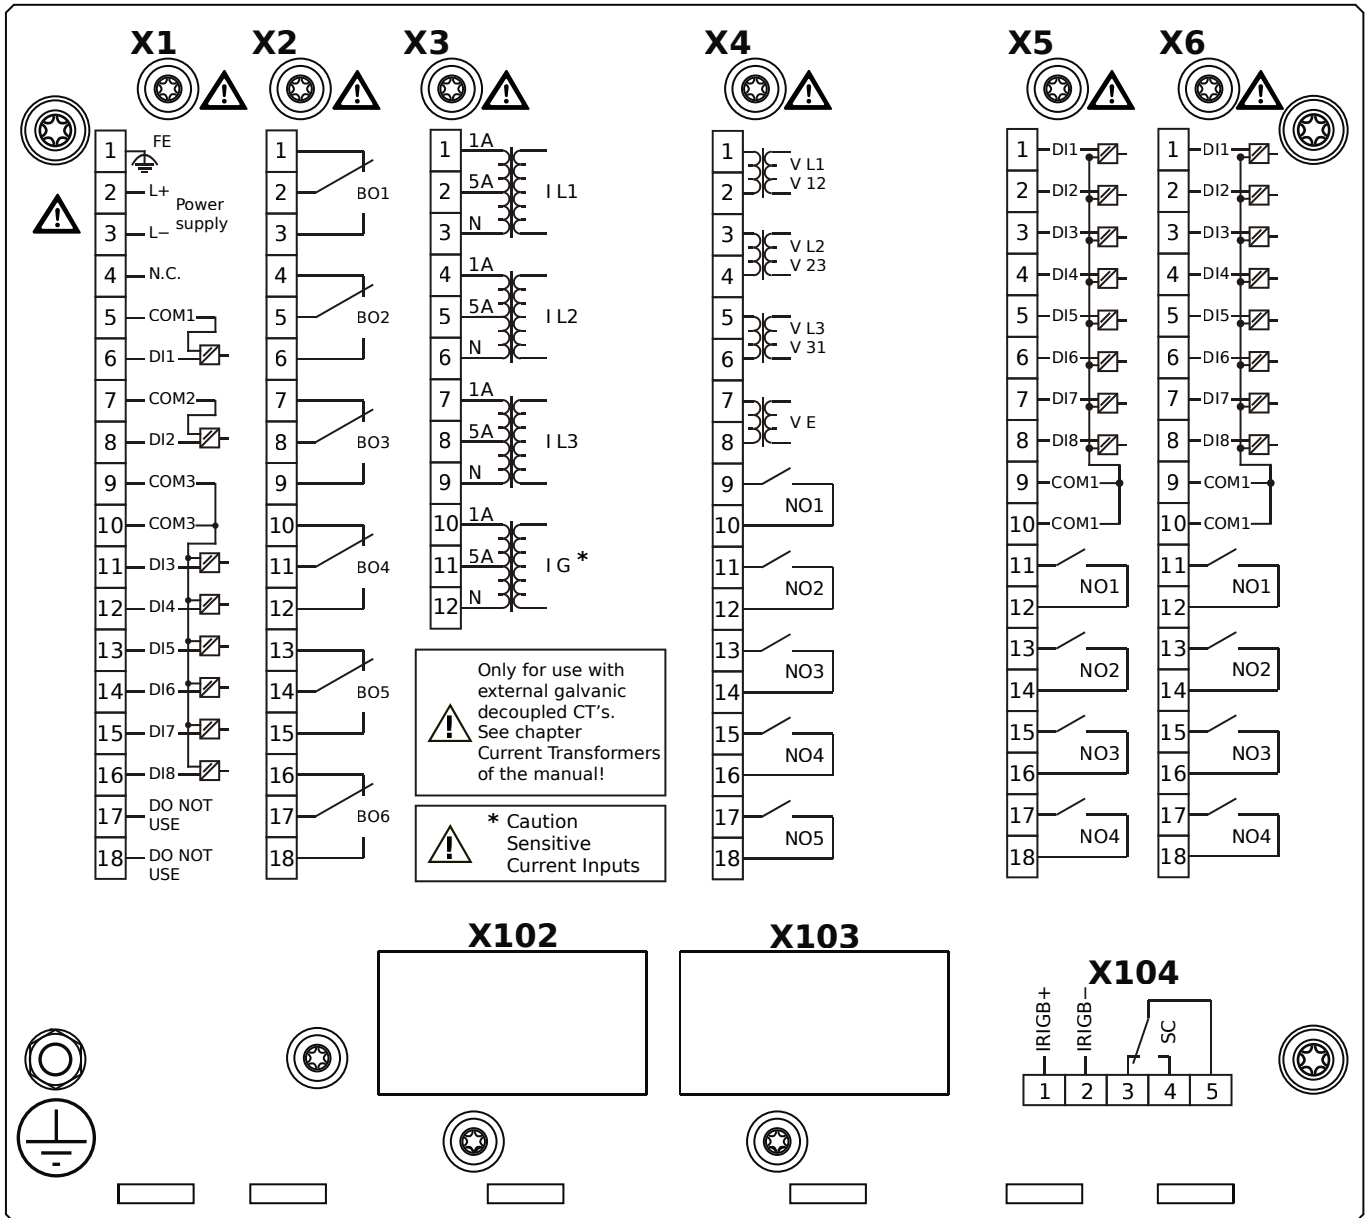 X1
X2
X3
X4
X5
X6
1 FE
2 L+
Power
supply
3 L−
4 N.C.
5 COM1
6 DI1
7 COM2
8 DI2
9 COM3
10 COM3
11 DI3
12 DI4
13 DI5
14 DI6
15 DI7
16 DI8
17 DO NOT
USE
18 DO NOT
USE
1
2 BO1
3
4
5 BO2
6
7
8 BO3
9
10
11 BO4
12
13
14 BO5
15
16
17 BO6
18
1 1A
2 5A I L1
3 N
4 1A
5 5A I L2
6 N
7 1A
8 5A I L3
9 N
10 1A
11 5A I G *
12 N
Only for use with
external galvanic
decoupled CT's.
See chapter
Current Transformers
of the manual!
* Caution
Sensitive
Current Inputs
1 V L1
2 V 12
3 V L2
4 V 23
5 V L3
6 V 31
7
V E
8
9
NO1
10
11
NO2
12
13
NO3
14
15
NO4
16
17
NO5
18
1 DI1
2 DI2
3 DI3
4 DI4
5 DI5
6 DI6
7 DI7
8 DI8
9 COM1
10 COM1
11
NO1
12
13
NO2
14
15
NO3
16
17
NO4
18
1 DI1
2 DI2
3 DI3
4 DI4
5 DI5
6 DI6
7 DI7
8 DI8
9 COM1
10 COM1
11
NO1
12
13
NO2
14
15
NO3
16
17
NO4
18
X102
X103
X104
IRIGB+
IRIGB−
SC
1 2 3 4 5